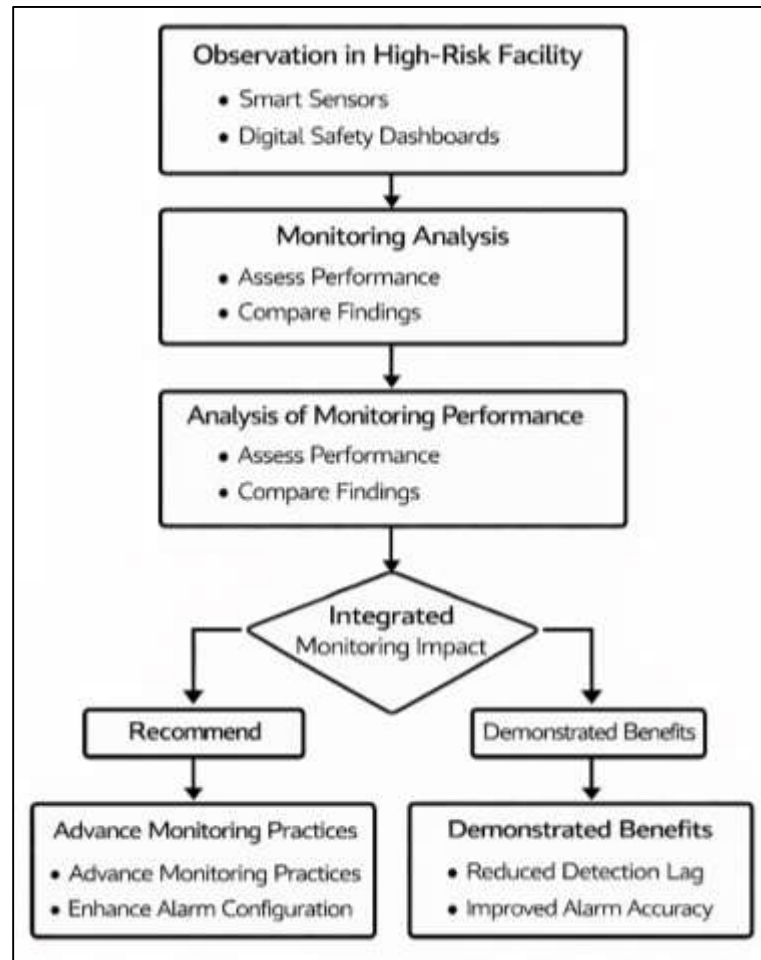 Observation in High-Risk Facility
• Smart Sensors
• Digital Safety Dashboards
Monitoring Analysis
• Assess Performance
• Compare Findings
Analysis of Monitoring Performance
• Assess Performance
• Compare Findings
Integrated
Monitoring Impact
Recommend
Demonstrated Benefits
Advance Monitoring Practices
• Advance Monitoring Practices
• Enhance Alarm Configuration
Demonstrated Benefits
• Reduced Detection Lag
• Improved Alarm Accuracy